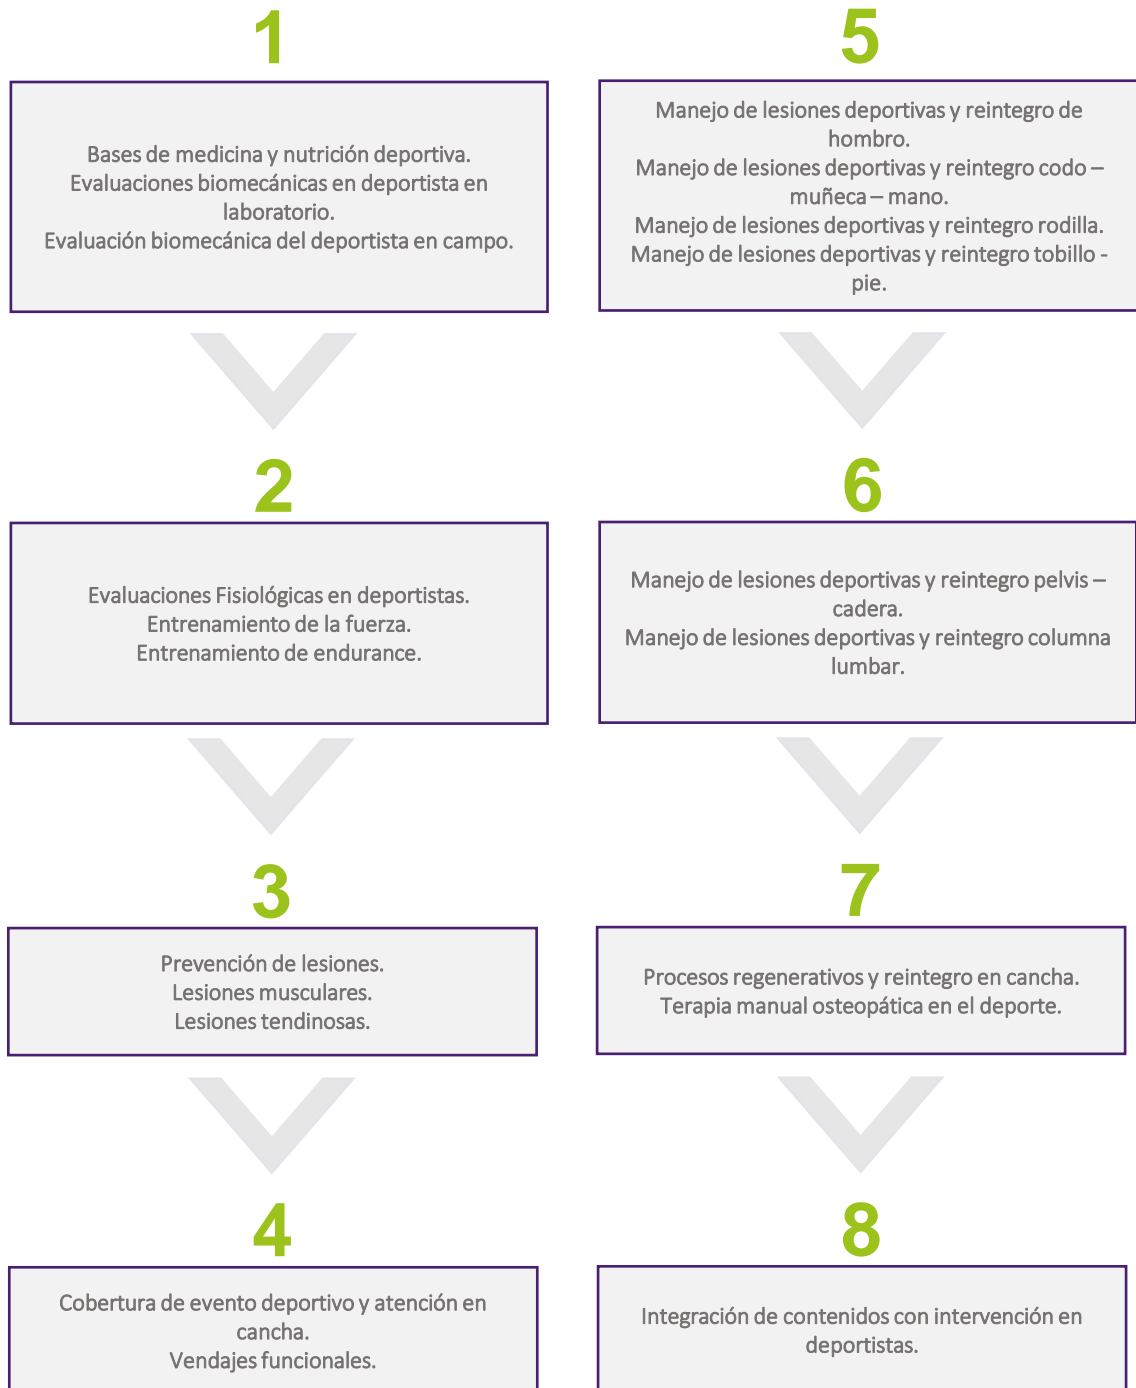 1
Bases de medicina y nutrición deportiva.
Evaluaciones biomecánicas en deportista en
laboratorio.
Evaluación biomecánica del deportista en campo.
2
Evaluaciones Fisiológicas en deportistas.
Entrenamiento de la fuerza.
Entrenamiento de endurance.
3
Prevención de lesiones.
Lesiones musculares.
Lesiones tendinosas.
4
Cobertura de evento deportivo y atención en
cancha.
Vendajes funcionales.
5
Manejo de lesiones deportivas y reintegro de
hombro.
Manejo de lesiones deportivas y reintegro codo –
muñeca – mano.
Manejo de lesiones deportivas y reintegro rodilla.
Manejo de lesiones deportivas y reintegro tobillo -
pie.
6
Manejo de lesiones deportivas y reintegro pelvis –
cadera.
Manejo de lesiones deportivas y reintegro columna
lumbar.
7
Procesos regenerativos y reintegro en cancha.
Terapia manual osteopática en el deporte.
8
Integración de contenidos con intervención en
deportistas.